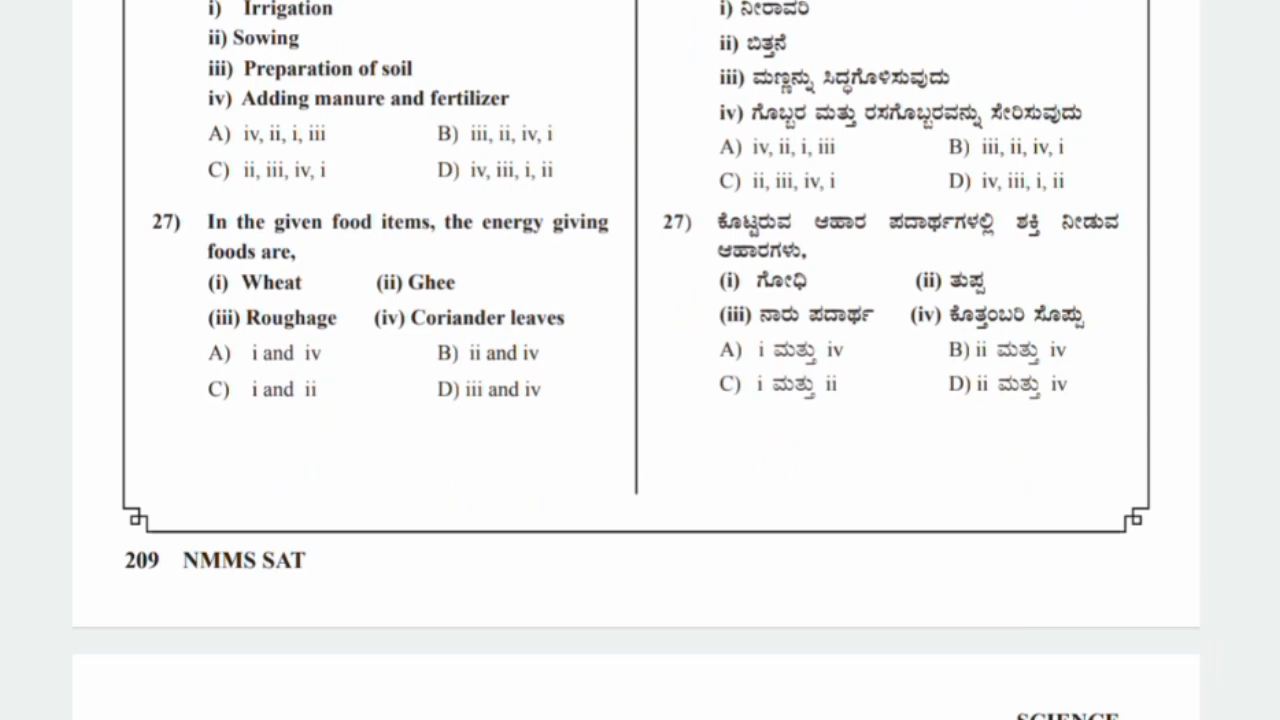 i) Irrigation
ii) Sowing
iii) Preparation of soil
iv) Adding manure and fertilizer
A) iv, ii, i, iii B) iii, ii, iv, i
C) ii, iii, iv, i D) iv, iii, i, ii
27) In the given food items, the energy giving
foods are,
(i) Wheat (ii) Ghee
(iii) Roughage (iv) Coriander leaves
A) i and iv B) ii and iv
C) i and ii D) iii and iv
i) ನೀರಾವರಿ
ii) ಬಿತ್ತನೆ
iii) ಮಣ್ಣನ್ನು ಸಿದ್ಧಗೊಳಿಸುವುದು
iv) ಗೊಬ್ಬರ ಮತ್ತು ರಸಗೊಬ್ಬರವನ್ನು ಸೇರಿಸುವುದು
A) iv, ii, i, iii B) iii, ii, iv, i
C) ii, iii, iv, i D) iv, iii, i, ii
27) ಕೊಟ್ಟಿರುವ ಆಹಾರ ಪದಾರ್ಥಗಳಲ್ಲಿ ಶಕ್ತಿ ನೀಡುವ
ಆಹಾರಗಳು,
(i) ಗೋಧಿ (ii) ತುಪ್ಪ
(iii) ನಾರು ಪದಾರ್ಥ (iv) ಕೊತ್ತಂಬರಿ ಸೊಪ್ಪು
A) i ಮತ್ತು iv B) ii ಮತ್ತು iv
C) i ಮತ್ತು ii D) ii ಮತ್ತು iv
209 NMMS SAT
SCIENCE